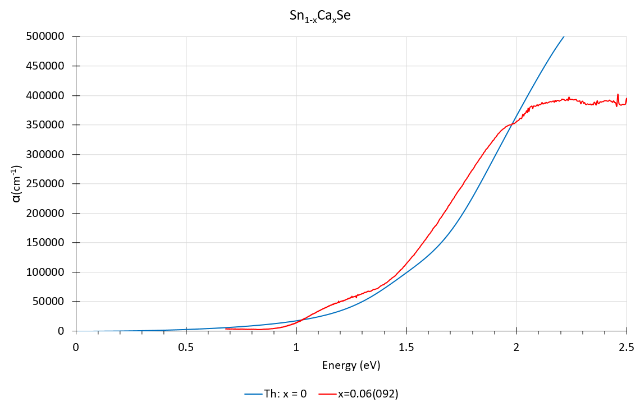 Sn₁₋ₓCaₓSe
500000
450000
400000
350000
300000
250000
200000
150000
100000
50000
0
α(cm⁻¹)
0 0.5 1 1.5 2 2.5
Energy (eV)
Th: x = 0 x=0.06(092)